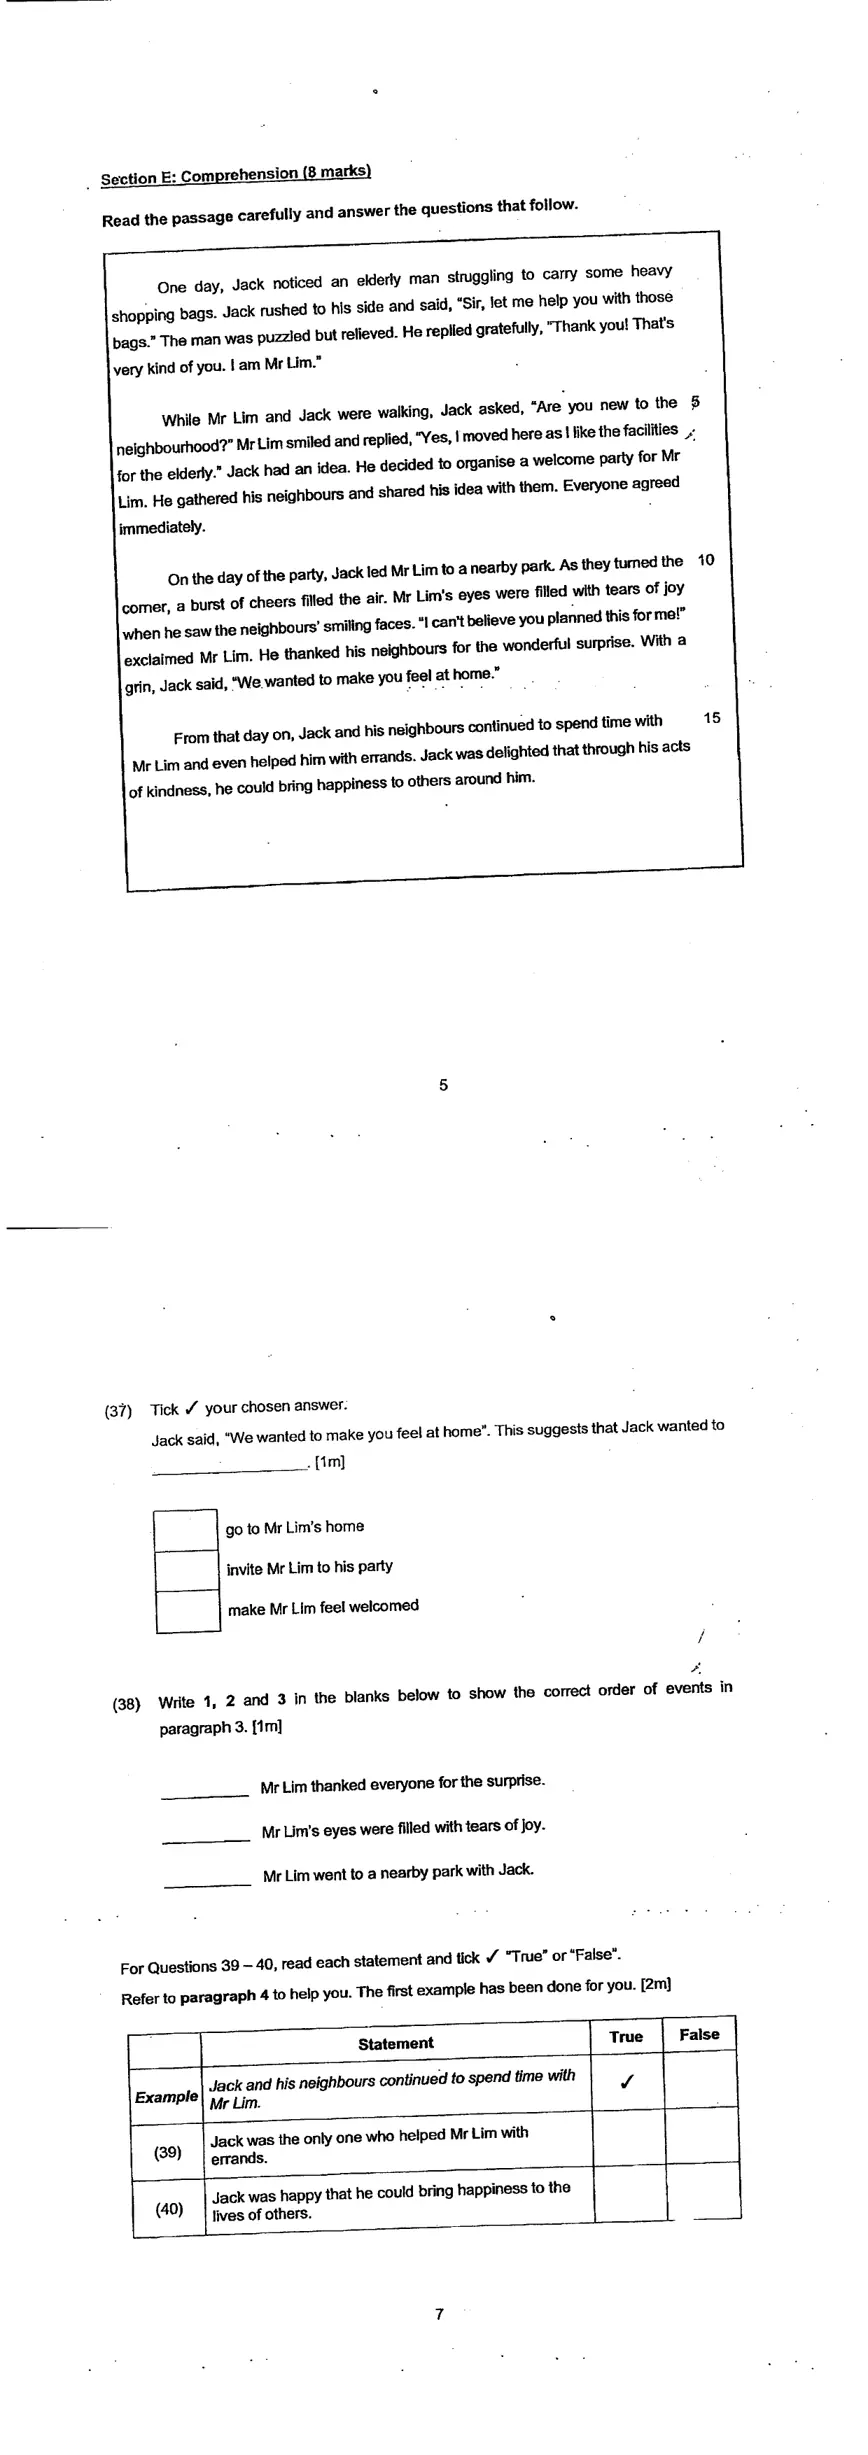 Section E: Comprehension (8 marks)
Read the passage carefully and answer the questions that follow.
One day, Jack noticed an elderly man struggling to carry some heavy
shopping bags. Jack rushed to his side and said, "Sir, let me help you with those
bags." The man was puzzled but relieved. He replied gratefully, "Thank you! That's
very kind of you. I am Mr Lim."
While Mr Lim and Jack were walking, Jack asked, "Are you new to the 5
neighbourhood?" Mr Lim smiled and replied, "Yes, I moved here as I like the facilities
for the elderly." Jack had an idea. He decided to organise a welcome party for Mr
Lim. He gathered his neighbours and shared his idea with them. Everyone agreed
immediately.
On the day of the party, Jack led Mr Lim to a nearby park. As they turned the 10
corner, a burst of cheers filled the air. Mr Lim's eyes were filled with tears of joy
when he saw the neighbours' smiling faces. "I can't believe you planned this for me!"
exclaimed Mr Lim. He thanked his neighbours for the wonderful surprise. With a
grin, Jack said, "We wanted to make you feel at home."
From that day on, Jack and his neighbours continued to spend time with 15
Mr Lim and even helped him with errands. Jack was delighted that through his acts
of kindness, he could bring happiness to others around him.
5
(37) Tick ✓ your chosen answer.
Jack said, "We wanted to make you feel at home". This suggests that Jack wanted to
________________. [1m]
go to Mr Lim's home
invite Mr Lim to his party
make Mr Lim feel welcomed
(38) Write 1, 2 and 3 in the blanks below to show the correct order of events in
paragraph 3. [1m]
_________ Mr Lim thanked everyone for the surprise.
_________ Mr Lim's eyes were filled with tears of joy.
_________ Mr Lim went to a nearby park with Jack.
For Questions 39 – 40, read each statement and tick ✓ "True" or "False".
Refer to paragraph 4 to help you. The first example has been done for you. [2m]
Statement True False
Example Jack and his neighbours continued to spend time with ✓
Mr Lim.
(39) Jack was the only one who helped Mr Lim with
errands.
(40) Jack was happy that he could bring happiness to the
lives of others.
7